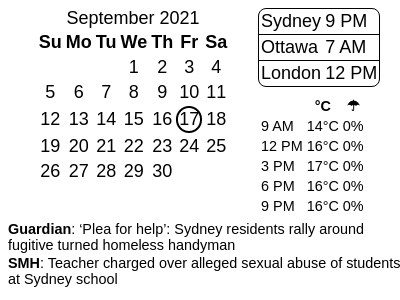 September 2021
Su Mo Tu We Th Fr Sa
1 2 3 4
5 6 7 8 9 10 11
12 13 14 15 16 17 18
19 20 21 22 23 24 25
26 27 28 29 30
Sydney 9 PM
Ottawa 7 AM
London 12 PM
°C ☂
9 AM 14°C 0%
12 PM 16°C 0%
3 PM 17°C 0%
6 PM 16°C 0%
9 PM 16°C 0%
Guardian: ‘Plea for help’: Sydney residents rally around
fugitive turned homeless handyman
SMH: Teacher charged over alleged sexual abuse of students
at Sydney school